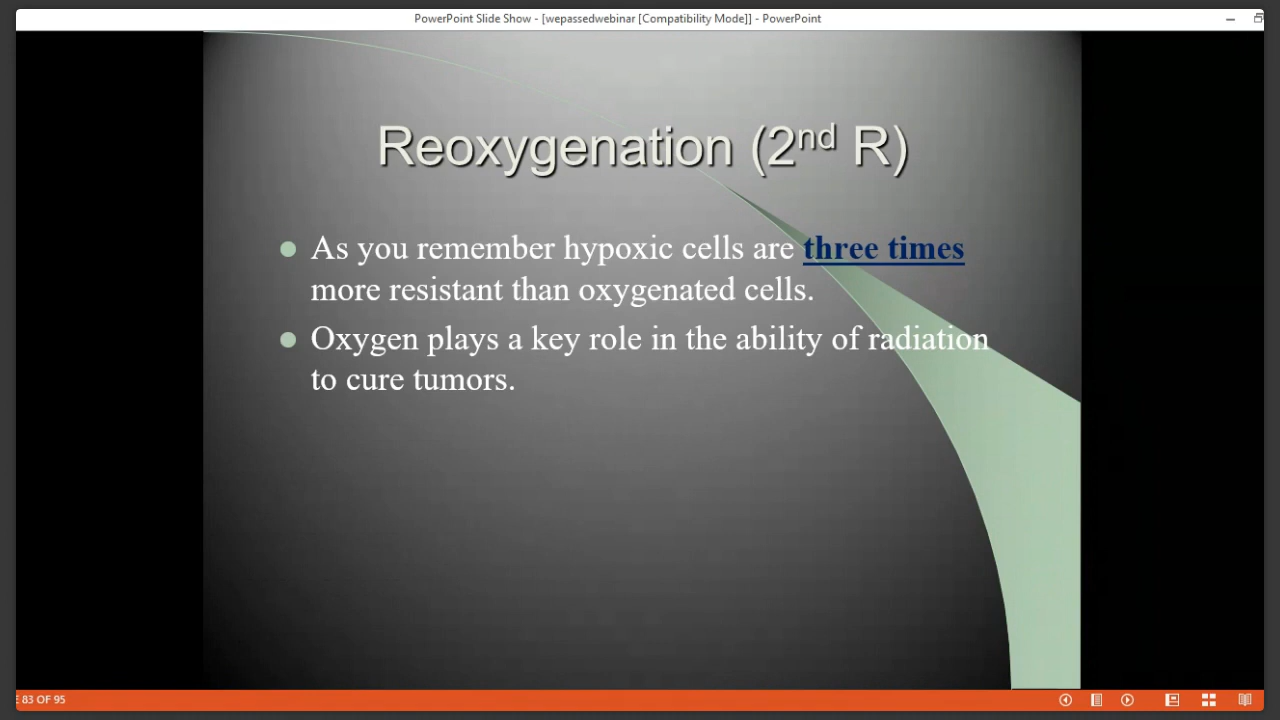 PowerPoint Slide Show - [wepassedwebinar [Compatibility Mode]] - PowerPoint
Reoxygenation (2nd R)
As you remember hypoxic cells are three times
more resistant than oxygenated cells.
Oxygen plays a key role in the ability of radiation
to cure tumors.
E 83 OF 95